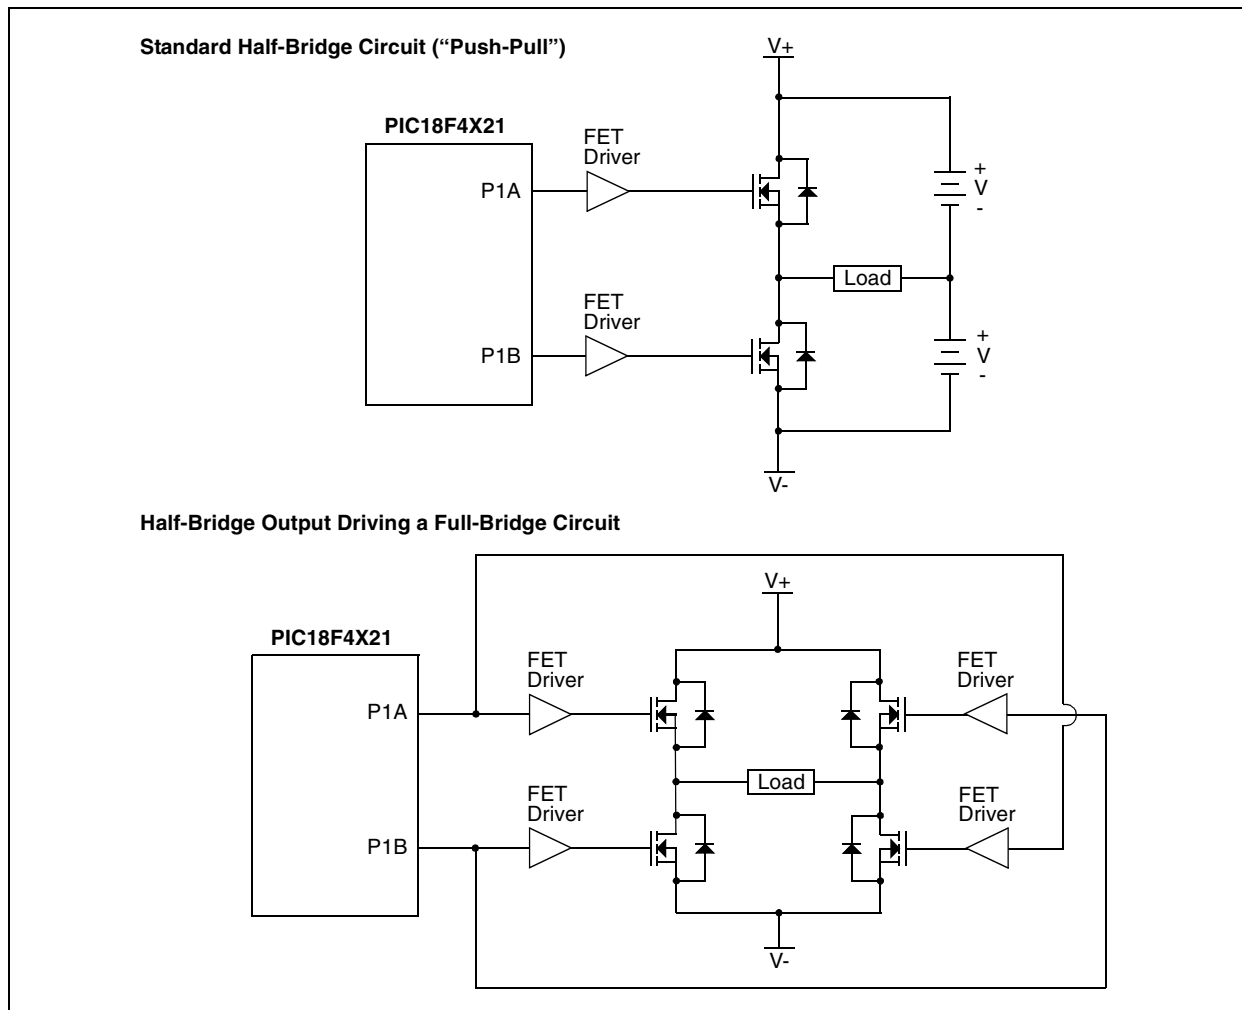 Standard Half-Bridge Circuit (“Push-Pull”)
V+
PIC18F4X21
FET
Driver
P1A
+
V
-
Load
FET
Driver
P1B
+
V
-
V-
Half-Bridge Output Driving a Full-Bridge Circuit
V+
PIC18F4X21
FET
Driver
FET
Driver
P1A
Load
FET
Driver
FET
Driver
P1B
V-